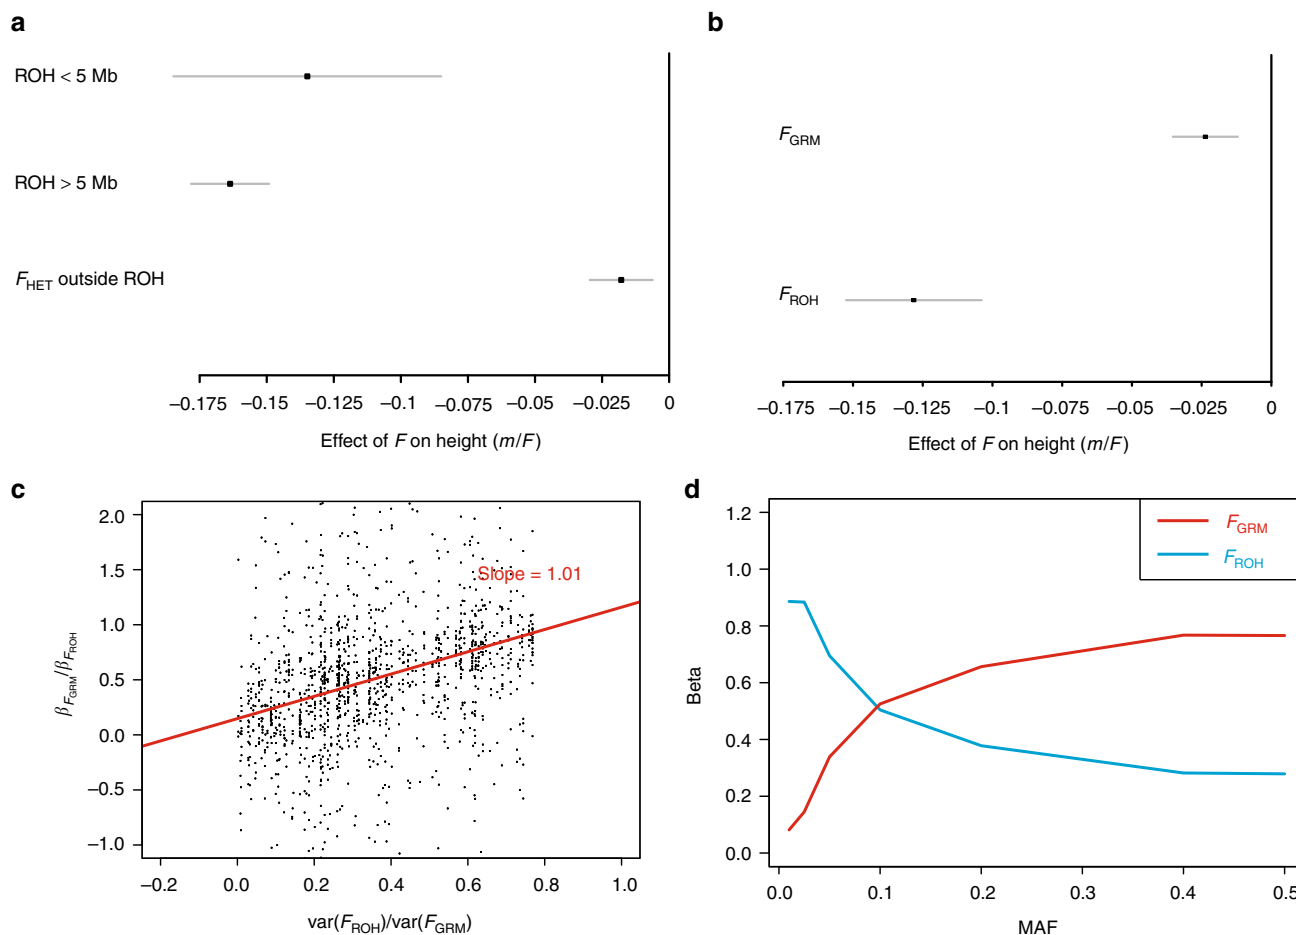 a
ROH < 5 Mb
ROH > 5 Mb
F_HET outside ROH
−0.175 −0.15 −0.125 −0.1 −0.075 −0.05 −0.025 0
Effect of F on height (m/F)
b
F_GRM
F_ROH
−0.175 −0.15 −0.125 −0.1 −0.075 −0.05 −0.025 0
Effect of F on height (m/F)
c
2.0
1.5
1.0
0.5
0.0
−0.5
−1.0
β_F_GRM/β_F_ROH
Slope = 1.01
−0.2 0.0 0.2 0.4 0.6 0.8 1.0
var(F_ROH)/var(F_GRM)
d
1.2
1.0
0.8
0.6
0.4
0.2
0.0
Beta
F_GRM
F_ROH
0.0 0.1 0.2 0.3 0.4 0.5
MAF